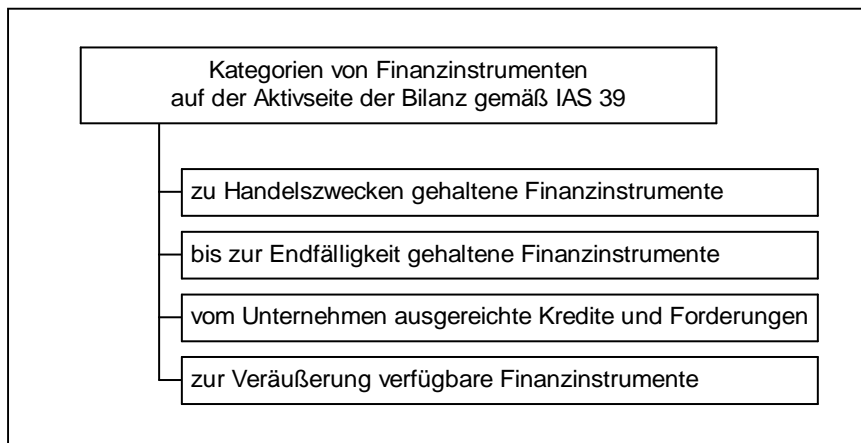 Kategorien von Finanzinstrumenten
auf der Aktivseite der Bilanz gemäß IAS 39
zu Handelszwecken gehaltene Finanzinstrumente
bis zur Endfälligkeit gehaltene Finanzinstrumente
vom Unternehmen ausgereichte Kredite und Forderungen
zur Veräußerung verfügbare Finanzinstrumente